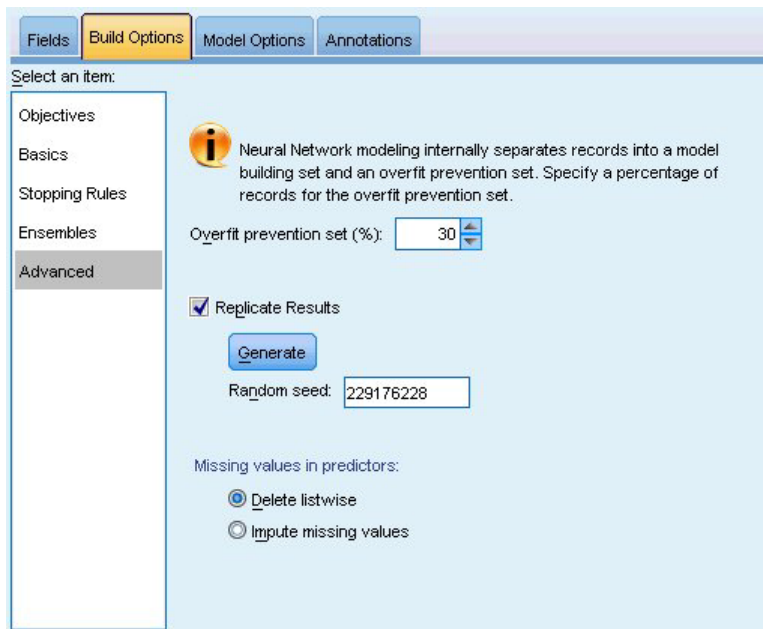 Fields
Build Options
Model Options
Annotations
Select an item:
Objectives
Basics
Stopping Rules
Ensembles
Advanced
Neural Network modeling internally separates records into a model
building set and an overfit prevention set. Specify a percentage of
records for the overfit prevention set.
Overfit prevention set (%): 30
Replicate Results
Generate
Random seed: 229176228
Missing values in predictors:
Delete listwise
Impute missing values